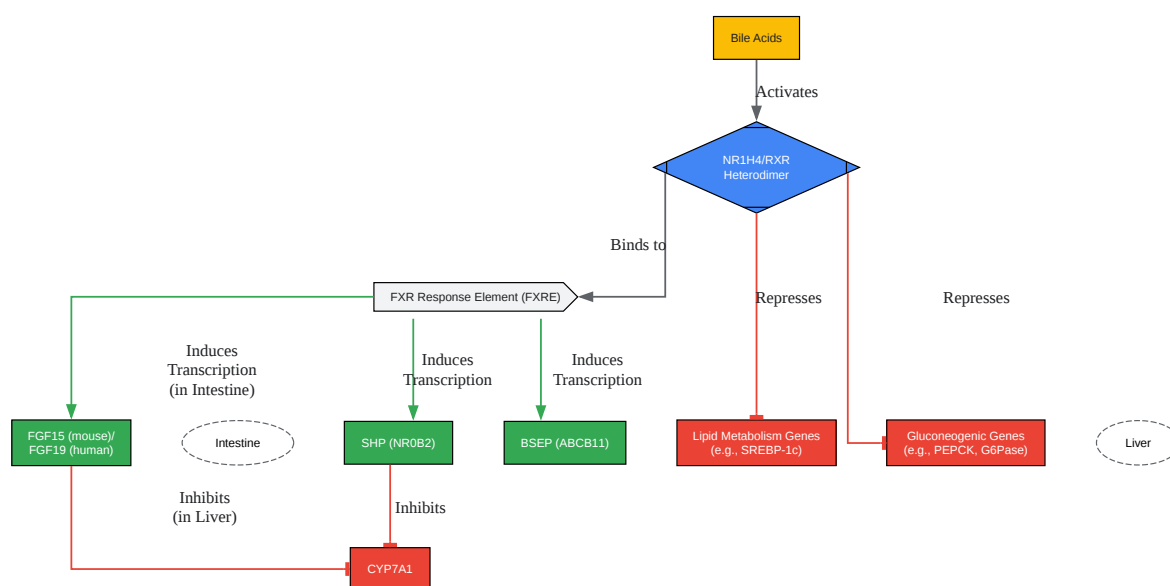 Bile Acids
Activates
NR1H4/RXR
Heterodimer
Binds to
FXR Response Element (FXRE)
Represses
Represses
Induces
Transcription
(in Intestine)
Induces
Transcription
Induces
Transcription
FGF15 (mouse)/
FGF19 (human)
Intestine
SHP (NR0B2)
BSEP (ABCB11)
Lipid Metabolism Genes
(e.g., SREBP-1c)
Gluconeogenic Genes
(e.g., PEPCK, G6Pase)
Liver
Inhibits
(in Liver)
Inhibits
CYP7A1